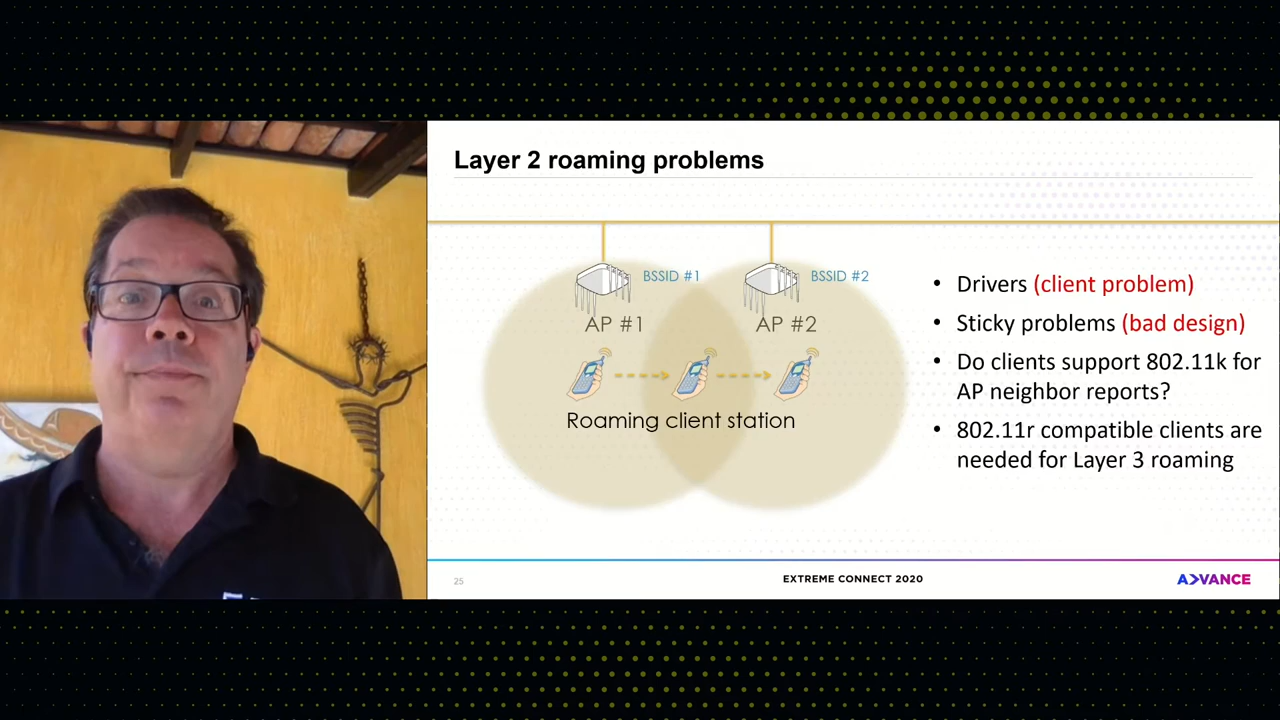 Layer 2 roaming problems
BSSID #1
BSSID #2
AP #1
AP #2
Roaming client station
• Drivers (client problem)
• Sticky problems (bad design)
• Do clients support 802.11k for
AP neighbor reports?
• 802.11r compatible clients are
needed for Layer 3 roaming
25
EXTREME CONNECT 2020
ADVANCE